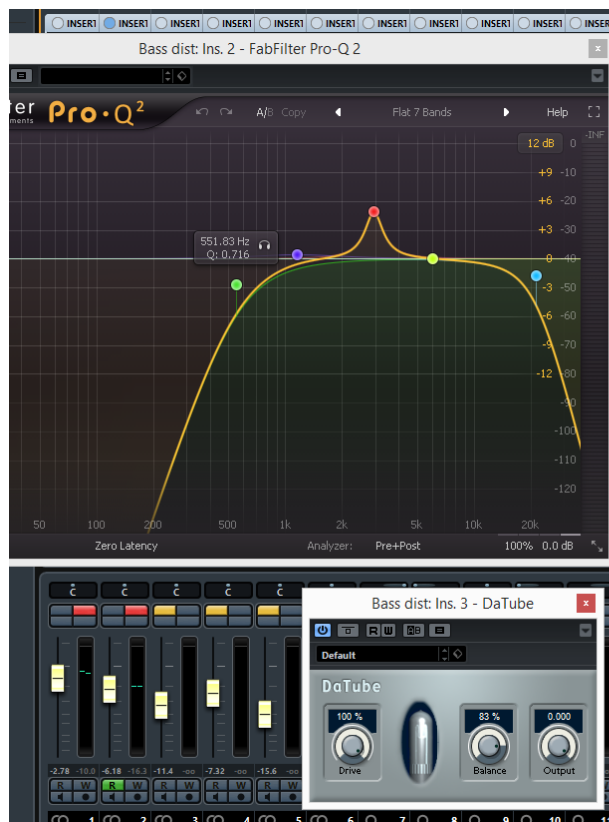 INSERT INSERT INSERT INSERT INSERT INSERT INSERT INSERT INSERT INSERT INSER
Bass dist: Ins. 2 - FabFilter Pro-Q 2 x
ter Pro·Q² A/B Copy Flat 7 Bands Help
ments
-INF
12 dB 0
+9 -10
+6 -20
+3 -30
551.83 Hz
Q: 0.716
0 -40
-3 -50
-6 -60
-9 -70
-12 -80
-90
-100
-110
-120
50 100 200 500 1k 2k 5k 10k 20k
Zero Latency Analyzer: Pre+Post 100% 0.0 dB
C C C C C
Bass dist: Ins. 3 - DaTube x
R W
Default
DaTube
100 % 83 % 0.000
Drive Balance Output
-2.78 -10.0 -6.18 -16.3 -11.4 -oo -7.32 -oo -15.6 -oo
R W R W R W R W R W
1 2 3 4 5 6 7 8 9 10